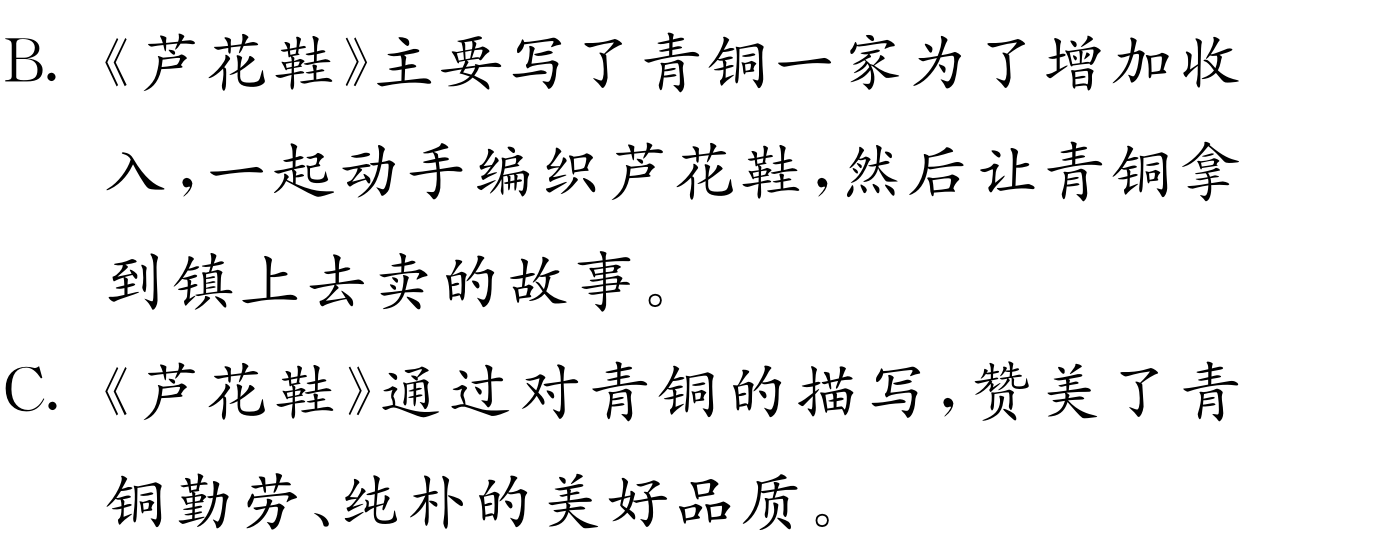 B. 《芦花鞋》主要写了青铜一家为了增加收
入,一起动手编织芦花鞋,然后让青铜拿
到镇上去卖的故事。
C. 《芦花鞋》通过对青铜的描写,赞美了青
铜勤劳、纯朴的美好品质。